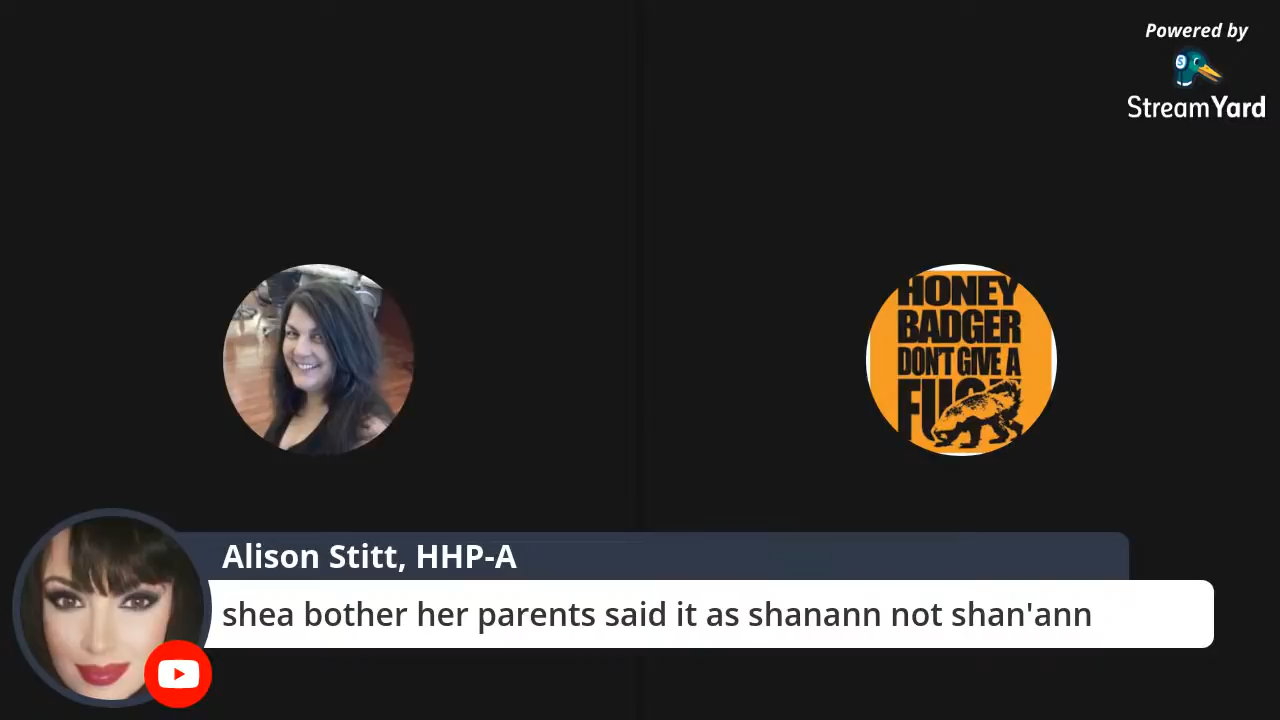 Powered by
StreamYard
HONEY
BADGER
DON'T GIVE A
Alison Stitt, HHP-A
shea bother her parents said it as shanann not shan'ann